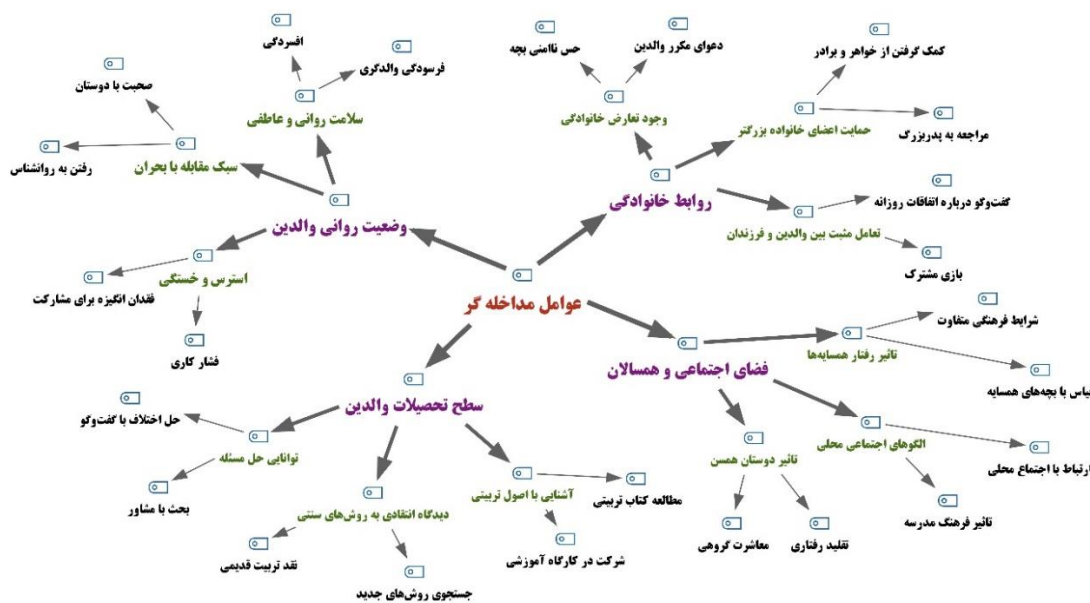 افسردگی
فرسودگی والدگری
سلامت روانی و عاطفی
صحبت با دوستان
رفتن به روانشناس
سبک مقابله با بحران
وضعیت روانی والدین
استرس و خستگی
فقدان انگیزه برای مشارکت
فشار کاری
دعوای مکرر والدین
حس ناامنی بچه
وجود تعارض خانوادگی
کمک گرفتن از خواهر و برادر
مراجعه به پدربزرگ
حمایت اعضای خانواده بزرگتر
روابط خانوادگی
گفت‌وگو درباره اتفاقات روزانه
تعامل مثبت بین والدین و فرزندان
بازی مشترک
عوامل مداخله گر
شرایط فرهنگی متفاوت
تاثیر رفتار همسایه‌ها
با بچه‌های همسایه
فضای اجتماعی و همسالان
الگوهای اجتماعی محلی
ارتباط با اجتماع محلی
تاثیر فرهنگ مدرسه
تاثیر دوستان همسن
تقلید رفتاری
معاشرت گروهی
سطح تحصیلات والدین
حل اختلاف با گفت‌وگو
توانایی حل مسئله
بحث با مشاور
آشنایی با اصول تربیتی
مطالعه کتاب تربیتی
شرکت در کارگاه آموزشی
دیدگاه انتقادی به روش‌های سنتی
نقد تربیت قدیمی
جستجوی روش‌های جدید